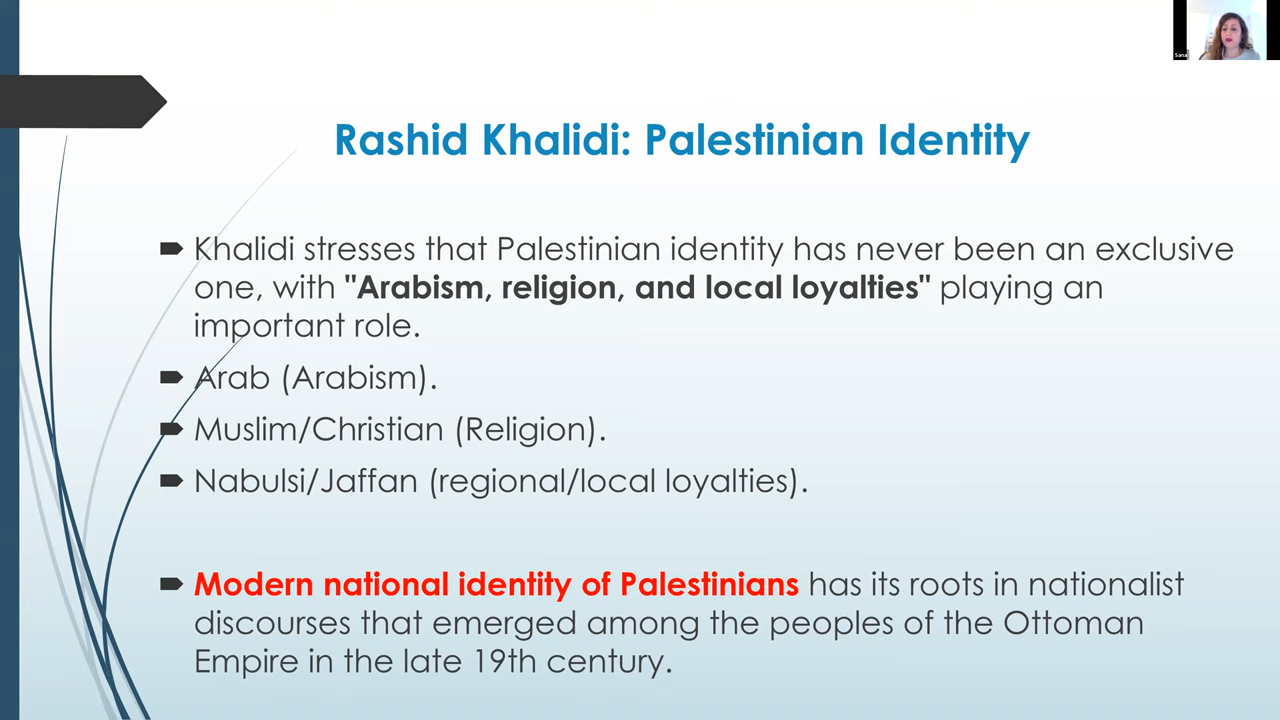 Sana
Rashid Khalidi: Palestinian Identity
Khalidi stresses that Palestinian identity has never been an exclusive
one, with "Arabism, religion, and local loyalties" playing an
important role.
Arab (Arabism).
Muslim/Christian (Religion).
Nabulsi/Jaffan (regional/local loyalties).
Modern national identity of Palestinians has its roots in nationalist
discourses that emerged among the peoples of the Ottoman
Empire in the late 19th century.